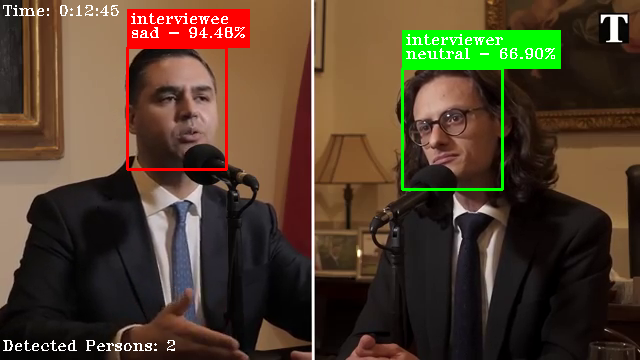 Time: 0:12:45
interviewee
sad - 94.48%
interviewer
neutral - 66.90%
T
Detected Persons: 2